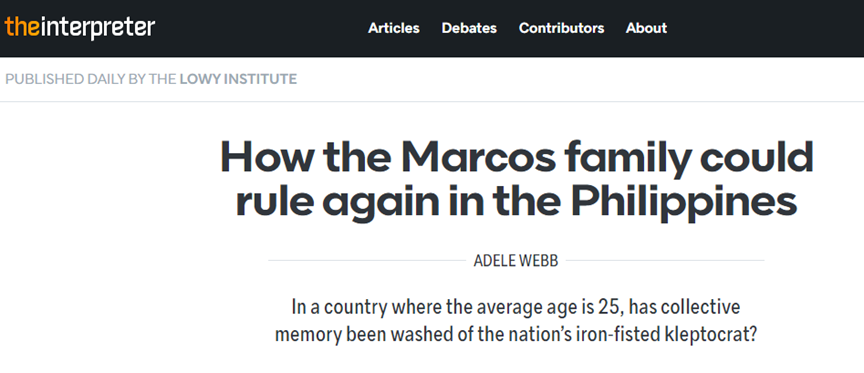 theinterpreter
Articles Debates Contributors About
PUBLISHED DAILY BY THE LOWY INSTITUTE
How the Marcos family could
rule again in the Philippines
ADELE WEBB
In a country where the average age is 25, has collective
memory been washed of the nation’s iron-fisted kleptocrat?